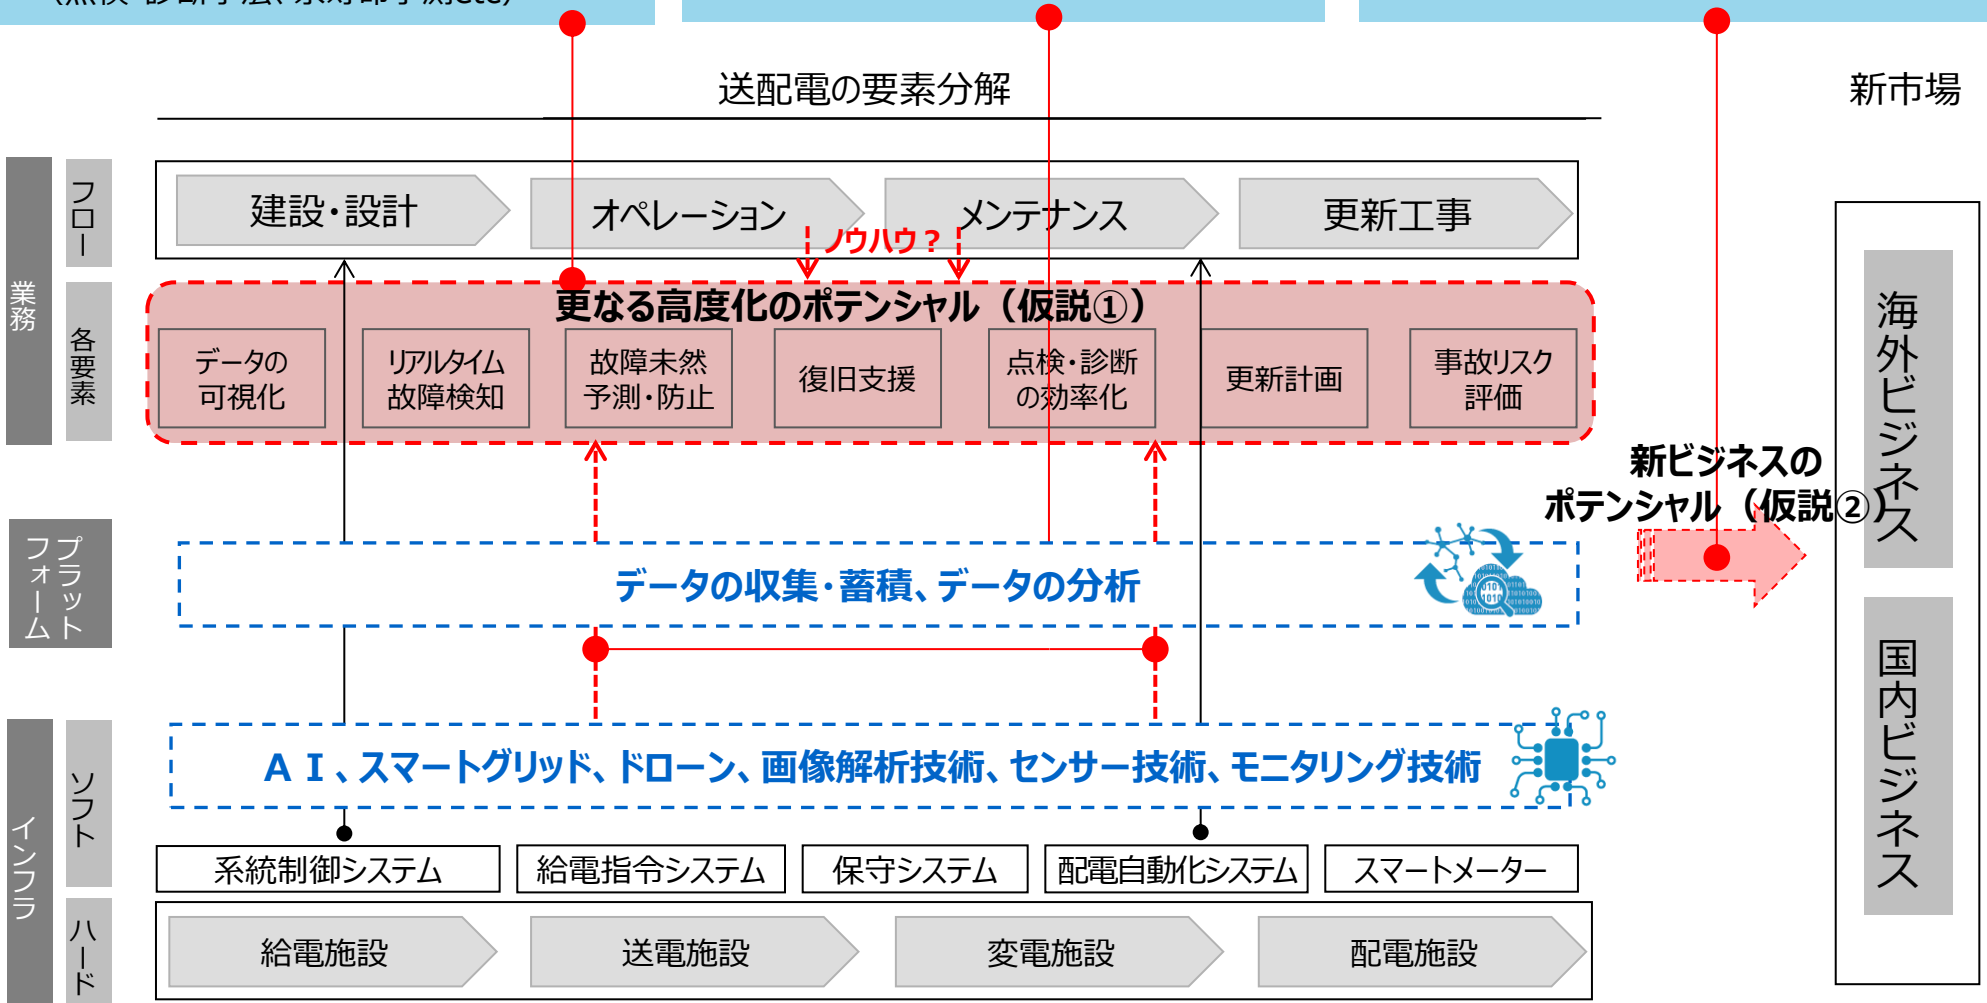 送配電の要素分解
新市場
業務
フロー
建設・設計
オペレーション
メンテナンス
更新工事
ノウハウ？
各要素
更なる高度化のポテンシャル（仮説①）
データの
可視化
リアルタイム
故障検知
故障未然
予測・防止
復旧支援
点検・診断
の効率化
更新計画
事故リスク
評価
新ビジネスの
ポテンシャル（仮説②）
海外ビジネス
国内ビジネス
プラット
フォーム
データの収集・蓄積、データの分析
インフラ
ソフト
ＡＩ、スマートグリッド、ドローン、画像解析技術、センサー技術、モニタリング技術
系統制御システム
給電指令システム
保守システム
配電自動化システム
スマートメーター
ハード
給電施設
送電施設
変電施設
配電施設